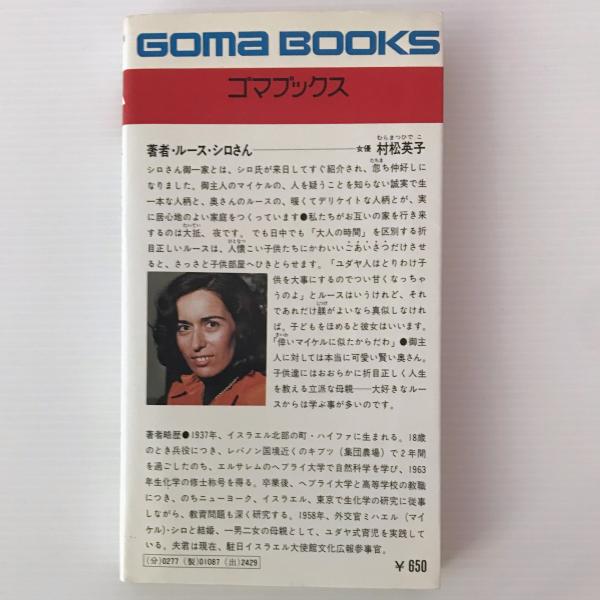 GOMA BOOKS
ゴマブックス
著者・ルース・シロさん――女優 村松英子
むらまつひでこ
シロさん御一家とは、シロ氏が来日してすぐ紹介され、忽ち仲好しに
たちま
なりました。御主人のマイケルの、人を疑うことを知らない誠実で生
一本な人柄と、奥さんのルースの、暖くてデリケイトな人柄とが、実
に居心地のよい家庭をつくっています●私たちがお互いの家を行き来
するのは大抵、夜です。でも日中でも「大人の時間」を区別する折
たいてい
目正しいルースは、人懐こい子供たちにかわいいごあいさつだけさせ
ひとなつ
ると、さっさと子供部屋へひきとらせます。「ユダヤ人はとりわけ子
供を大事にするのでつい甘くなっちゃ
うのよ」とルースはいうけれど、それ
であれだけ躾がよいなら真似しなけれ
しつけ
ば。子どもをほめると彼女はいいます。
「偉いマイケルに似たからだわ」●御主
人に対しては本当に可愛い賢い奥さん。
子供達にはおおらかに折目正しく人生
を教える立派な母親――大好きなルー
スからは学ぶ事が多いのです。
著者略歴●1937年、イスラエル北部の町・ハイファに生まれる。18歳
のとき兵役につき、レバノン国境近くのキブツ（集団農場）で2年間
を過ごしたのち、エルサレムのヘブライ大学で自然科学を学び、1963
年生化学の修士称号を得る。卒業後、ヘブライ大学と高等学校の教職
につき、のちニューヨーク、イスラエル、東京で生化学の研究に従事
しながら、教育問題も深く研究する。1958年、外交官ミハエル（マイ
ケル）・シロと結婚、一男二女の母親として、ユダヤ式育児を実践して
いる。夫君は現在、駐日イスラエル大使館文化広報参事官。
（分）0277（製）01087（出）2429
￥650